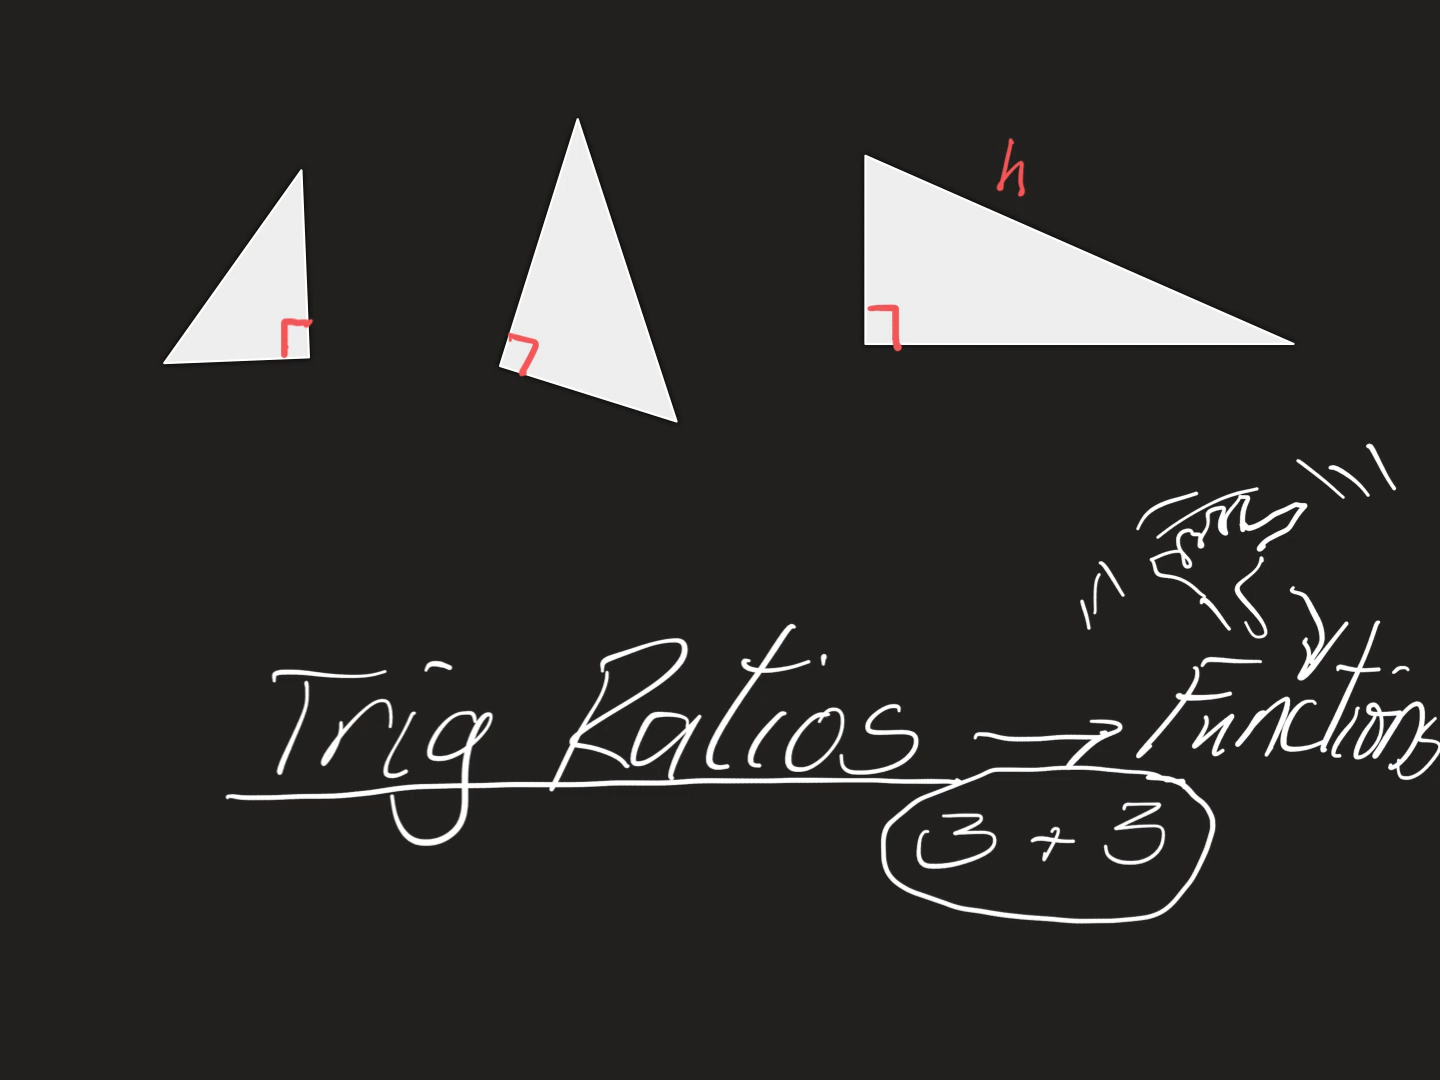 h
Trig Ratios → Functions
3 + 3